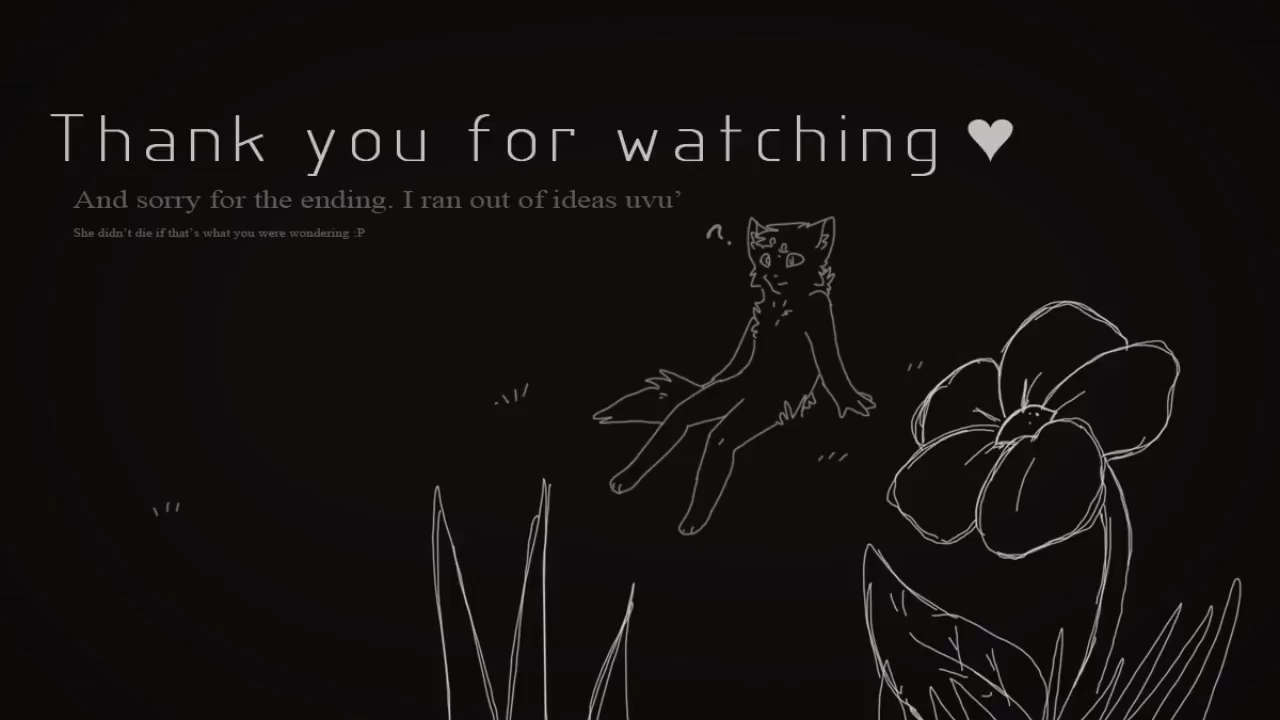 Thank you for watching ♥
And sorry for the ending. I ran out of ideas uvu’
She didn’t die if that’s what you were wondering :P
?